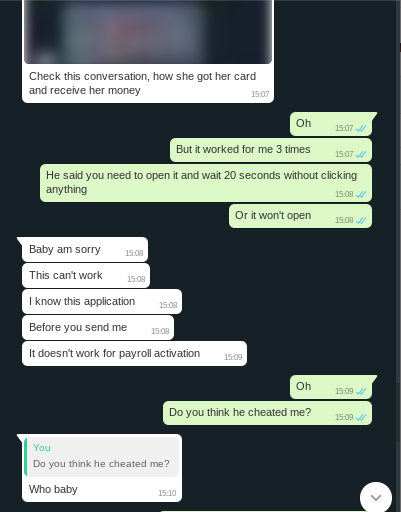 Check this conversation, how she got her card
and receive her money
15:07
Oh
15:07
But it worked for me 3 times
15:07
He said you need to open it and wait 20 seconds without clicking
anything
15:08
Or it won't open
15:08
Baby am sorry
15:08
This can't work
15:08
I know this application
15:08
Before you send me
15:08
It doesn't work for payroll activation
15:09
Oh
15:09
Do you think he cheated me?
15:09
You
Do you think he cheated me?
Who baby
15:10